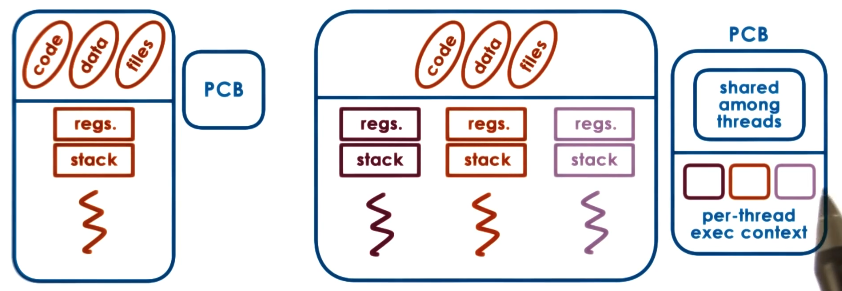 code data files
regs.
stack
PCB
code data files
regs. regs. regs.
stack stack stack
PCB
shared
among
threads
per-thread
exec context